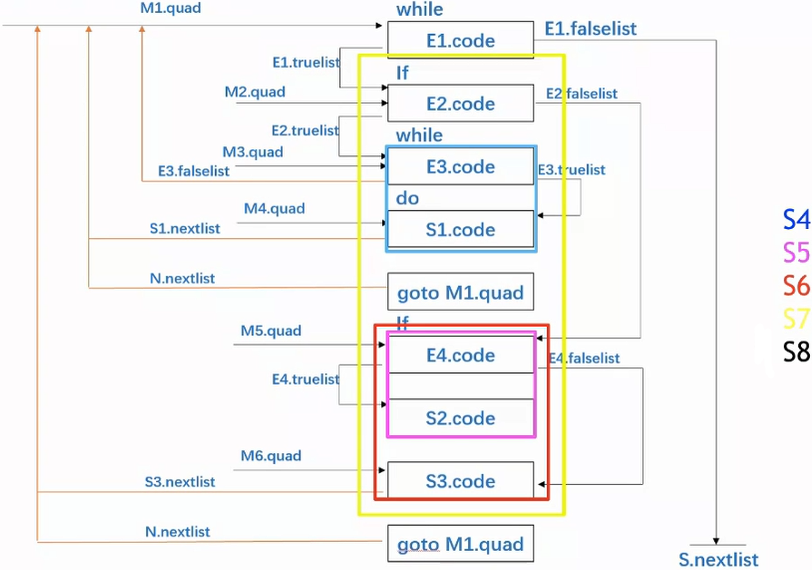 M1.quad
while
E1.code
E1.falselist
E1.truelist
If
M2.quad
E2.code
E2.falselist
E2.truelist
while
M3.quad
E3.code
E3.falselist
E3.truelist
do
M4.quad
S1.code
S1.nextlist
N.nextlist
goto M1.quad
If
M5.quad
E4.code
E4.falselist
E4.truelist
S2.code
M6.quad
S3.code
S3.nextlist
N.nextlist
goto M1.quad
S.nextlist
S4
S5
S6
S7
S8